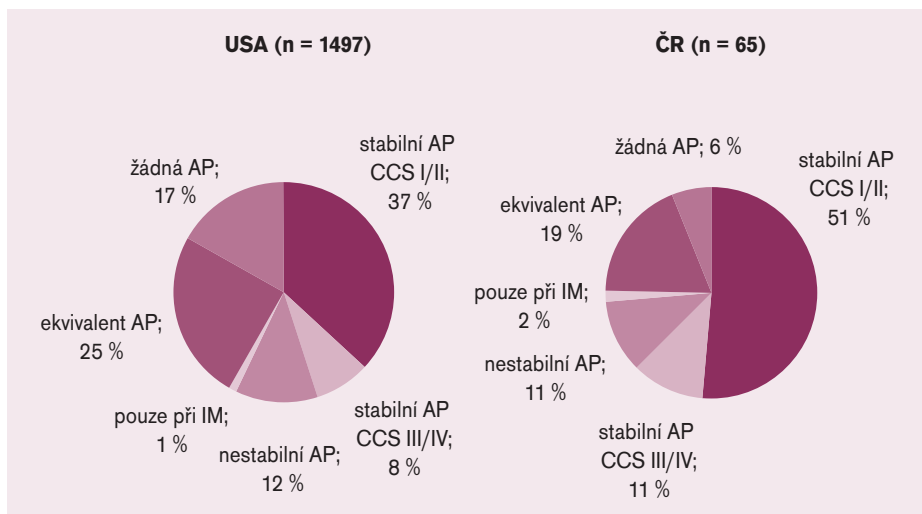 USA (n = 1497)
stabilní AP
CCS I/II;
37 %
stabilní AP
CCS III/IV;
8 %
nestabilní AP;
12 %
pouze při IM;
1 %
ekvivalent AP;
25 %
žádná AP;
17 %
ČR (n = 65)
stabilní AP
CCS I/II;
51 %
stabilní AP
CCS III/IV;
11 %
nestabilní AP;
11 %
pouze při IM;
2 %
ekvivalent AP;
19 %
žádná AP; 6 %